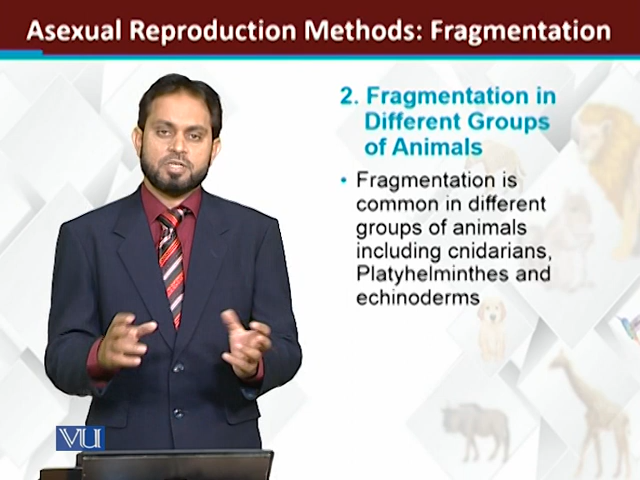 Asexual Reproduction Methods: Fragmentation
2. Fragmentation in
Different Groups
of Animals
• Fragmentation is
common in different
groups of animals
including cnidarians,
Platyhelminthes and
echinoderms
VU